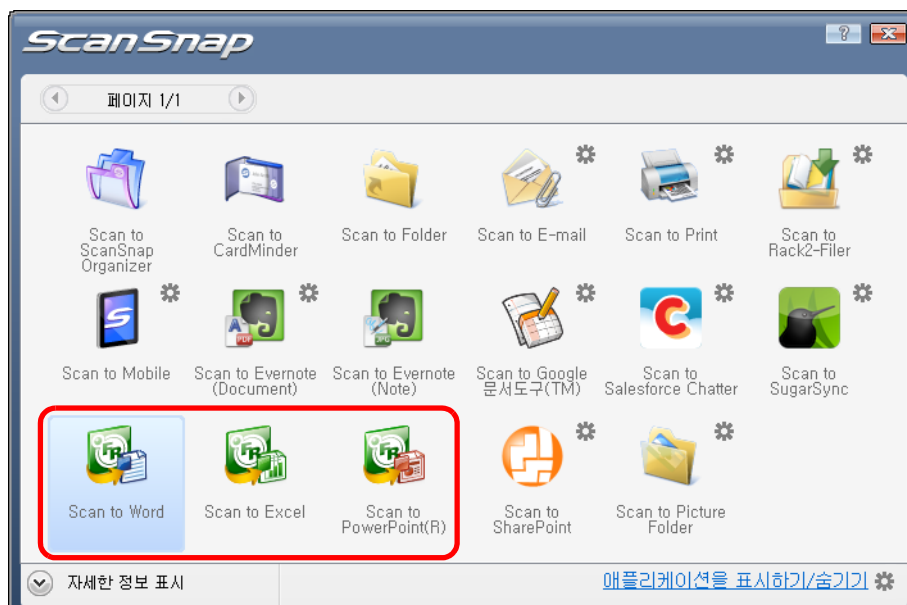 ScanSnap
?
페이지 1/1
Scan to
ScanSnap
Organizer
Scan to
CardMinder
Scan to Folder
Scan to E-mail
Scan to Print
Scan to
Rack2-Filer
Scan to Mobile
Scan to Evernote
(Document)
Scan to Evernote
(Note)
Scan to Google
문서도구(TM)
Scan to
Salesforce Chatter
Scan to
SugarSync
Scan to Word
Scan to Excel
Scan to
PowerPoint(R)
Scan to
SharePoint
Scan to Picture
Folder
자세한 정보 표시
애플리케이션을 표시하기/숨기기